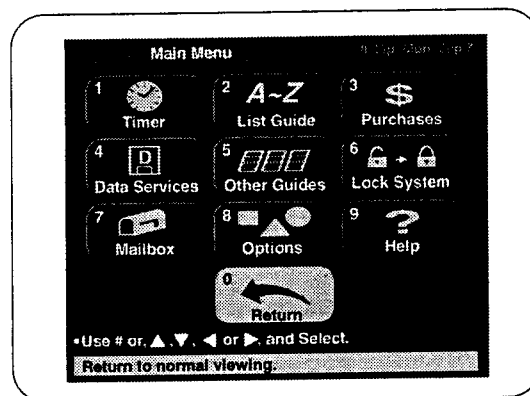 Main Menu
1 Timer
2 A~Z List Guide
3 $ Purchases
4 D Data Services
5 Other Guides
6 Lock System
7 Mailbox
8 Options
9 ? Help
0 Return
•Use # or, ▲, ▼, ◀ or ▶, and Select.
Return to normal viewing.